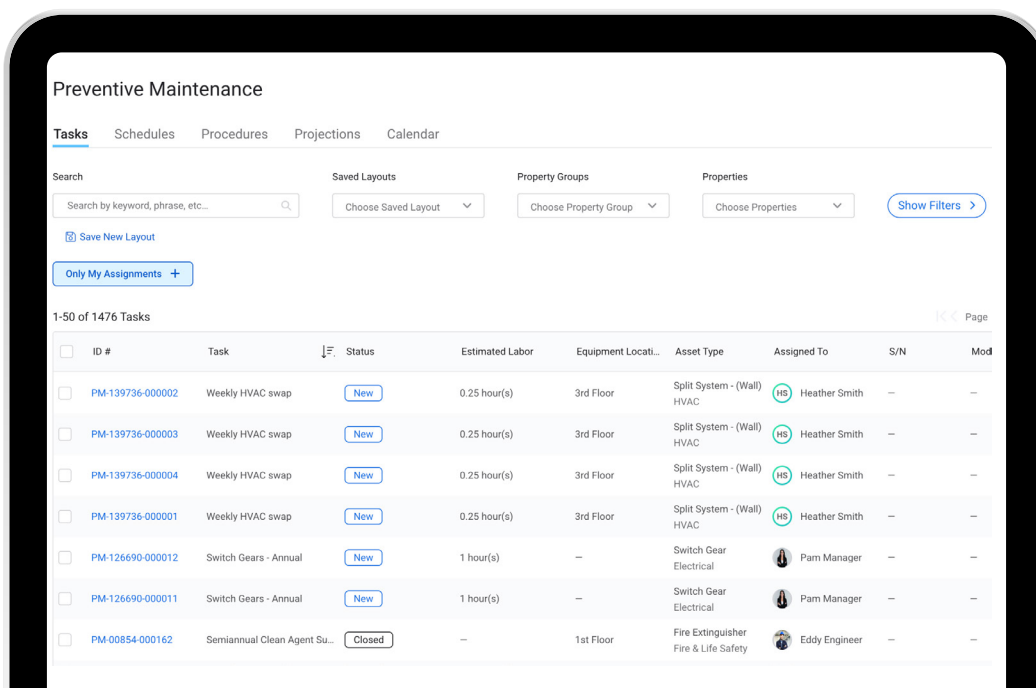 Preventive Maintenance
Tasks Schedules Procedures Projections Calendar
Search Saved Layouts Property Groups Properties
Search by keyword, phrase, etc... Choose Saved Layout Choose Property Group Choose Properties Show Filters
Save New Layout
Only My Assignments +
1-50 of 1476 Tasks Page
ID # Task Status Estimated Labor Equipment Locati... Asset Type Assigned To S/N Mod
PM-139736-000002 Weekly HVAC swap New 0.25 hour(s) 3rd Floor Split System - (Wall) HS Heather Smith – –
HVAC
PM-139736-000003 Weekly HVAC swap New 0.25 hour(s) 3rd Floor Split System - (Wall) HS Heather Smith – –
HVAC
PM-139736-000004 Weekly HVAC swap New 0.25 hour(s) 3rd Floor Split System - (Wall) HS Heather Smith – –
HVAC
PM-139736-000001 Weekly HVAC swap New 0.25 hour(s) 3rd Floor Split System - (Wall) HS Heather Smith – –
HVAC
PM-126690-000012 Switch Gears - Annual New 1 hour(s) – Switch Gear Pam Manager – –
Electrical
PM-126690-000011 Switch Gears - Annual New 1 hour(s) – Switch Gear Pam Manager – –
Electrical
PM-00854-000162 Semiannual Clean Agent Su... Closed – 1st Floor Fire Extinguisher Eddy Engineer – –
Fire & Life Safety